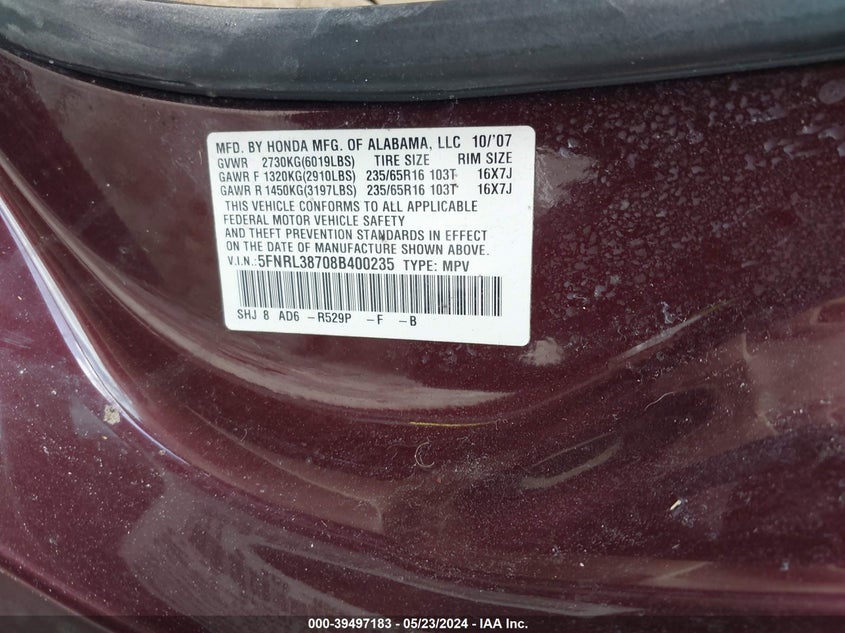 MFD. BY HONDA MFG. OF ALABAMA, LLC 10/'07
GVWR 2730KG(6019LBS) TIRE SIZE RIM SIZE
GAWR F 1320KG(2910LBS) 235/65R16 103T 16X7J
GAWR R 1450KG(3197LBS) 235/65R16 103T 16X7J
THIS VEHICLE CONFORMS TO ALL APPLICABLE
FEDERAL MOTOR VEHICLE SAFETY
AND THEFT PREVENTION STANDARDS IN EFFECT
ON THE DATE OF MANUFACTURE SHOWN ABOVE.
V.I.N.:5FNRL38708B400235 TYPE: MPV
SHJ 8 AD6 -R529P -F -B
000-39497183 - 05/23/2024 - IAA Inc.